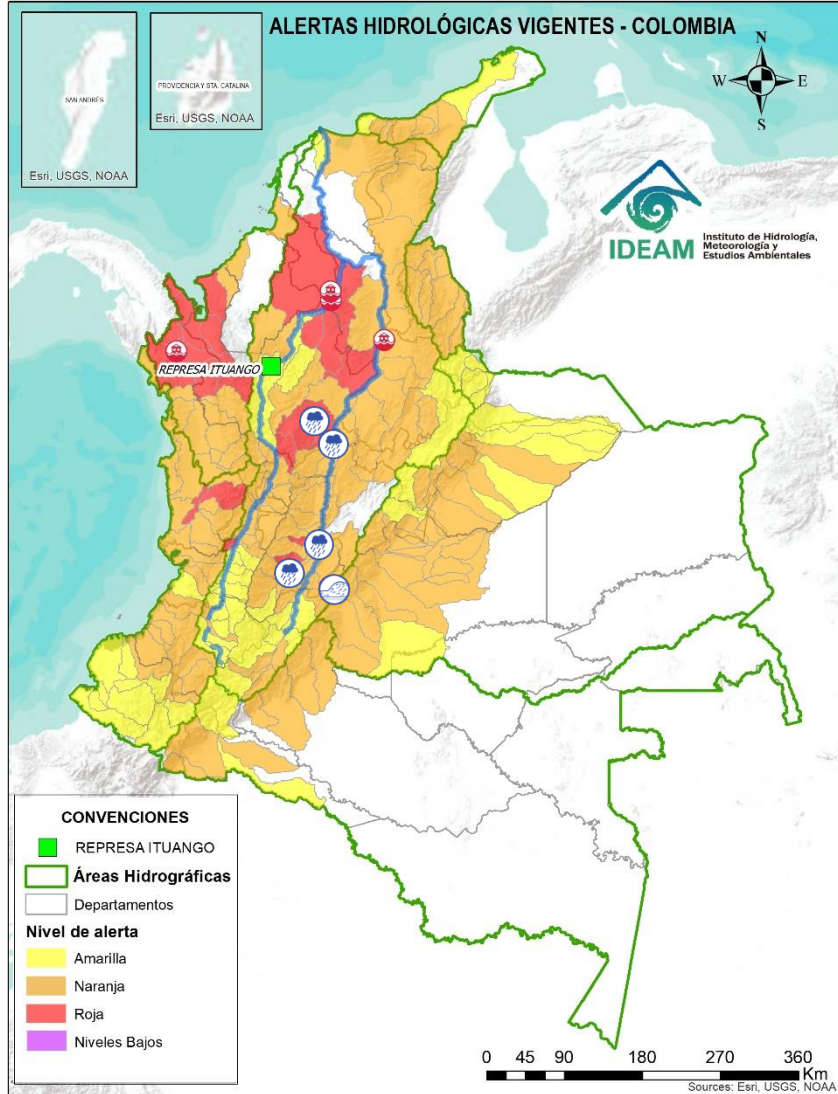 ALERTAS HIDROLÓGICAS VIGENTES - COLOMBIA
SAN ANDRÉS
Esri, USGS, NOAA
PROVIDENCIA Y STA. CATALINA
Esri, USGS, NOAA
N
W
E
S
IDEAM
Instituto de Hidrología,
Meteorología y
Estudios Ambientales
REPRESA ITUANGO
CONVENCIONES
REPRESA ITUANGO
Áreas Hidrográficas
Departamentos
Nivel de alerta
Amarilla
Naranja
Roja
Niveles Bajos
0 45 90 180 270 360
Km
Sources: Esri, USGS, NOAA